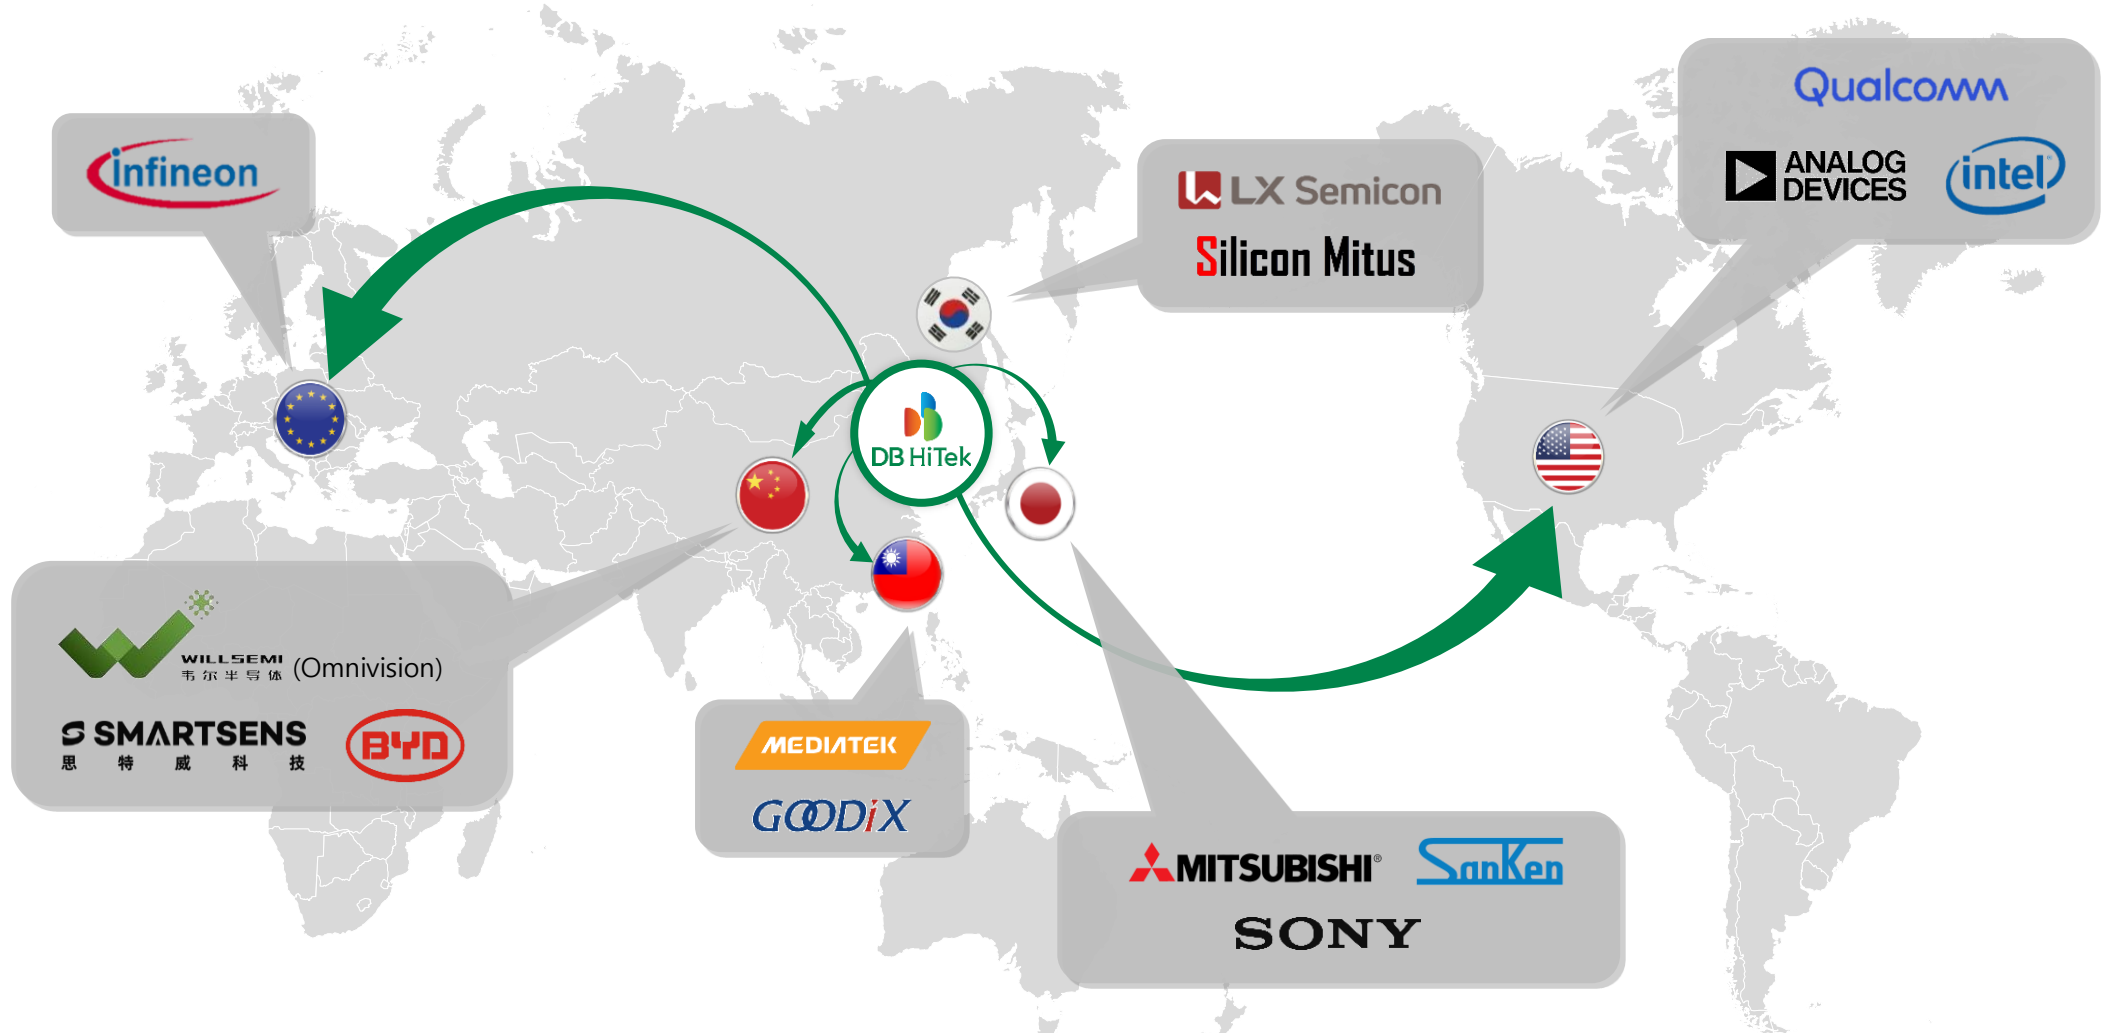 Qualcomm
ANALOG
DEVICES
intel
infineon
LX Semicon
Silicon Mitus
DB HiTek
WILLSEMI
韦尔半导体
(Omnivision)
SMARTSENS
思特威科技
BYD
MEDIATEK
GOODiX
MITSUBISHI®
SanKen
SONY